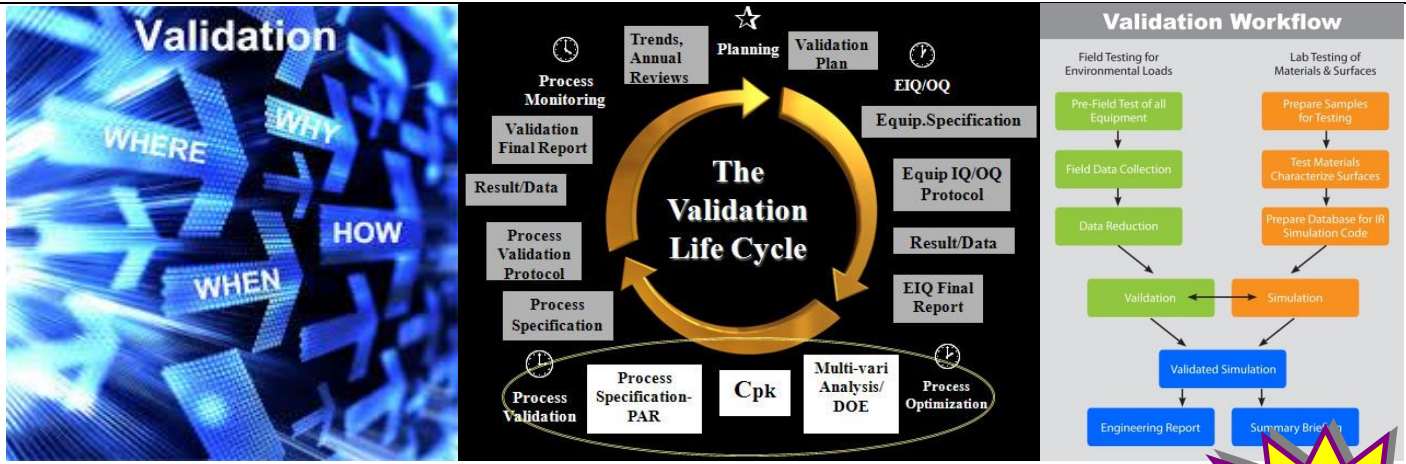 Validation
WHERE
WHY
HOW
WHEN
Planning
Trends,
Annual
Reviews
Validation
Plan
Process
Monitoring
EIQ/OQ
Validation
Final Report
Equip.Specification
Result/Data
Equip IQ/OQ
Protocol
The
Validation
Life Cycle
Process
Validation
Protocol
Result/Data
Process
Specification
EIQ Final
Report
Process
Validation
Process
Specification-
PAR
Cpk
Multi-vari
Analysis/
DOE
Process
Optimization
Validation Workflow
Field Testing for
Environmental Loads
Lab Testing of
Materials & Surfaces
Pre-Field Test of all
Equipment
Prepare Samples
for Testing
Field Data Collection
Test Materials
Characterize Surfaces
Data Reduction
Prepare Database for IR
Simulation Code
Vaildation
Simulation
Validated Simulation
Engineering Report
Summary